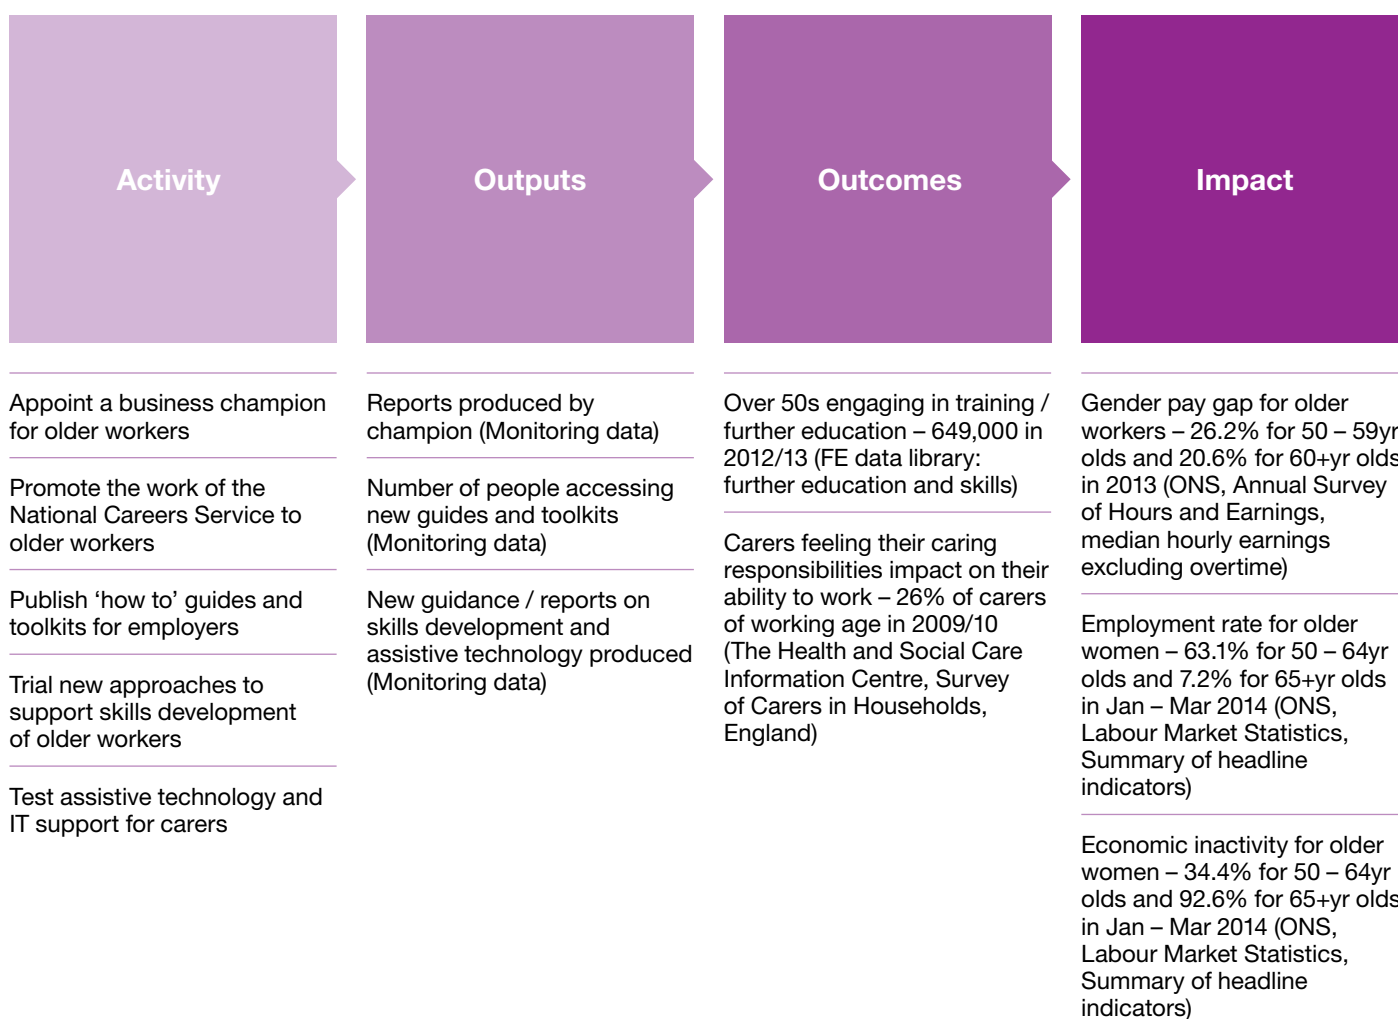 Activity
Outputs
Outcomes
Impact
Appoint a business champion
for older workers
Promote the work of the
National Careers Service to
older workers
Publish ‘how to’ guides and
toolkits for employers
Trial new approaches to
support skills development
of older workers
Test assistive technology and
IT support for carers
Reports produced by
champion (Monitoring data)
Number of people accessing
new guides and toolkits
(Monitoring data)
New guidance / reports on
skills development and
assistive technology produced
(Monitoring data)
Over 50s engaging in training /
further education – 649,000 in
2012/13 (FE data library:
further education and skills)
Carers feeling their caring
responsibilities impact on their
ability to work – 26% of carers
of working age in 2009/10
(The Health and Social Care
Information Centre, Survey
of Carers in Households,
England)
Gender pay gap for older
workers – 26.2% for 50 – 59yr
olds and 20.6% for 60+yr olds
in 2013 (ONS, Annual Survey
of Hours and Earnings,
median hourly earnings
excluding overtime)
Employment rate for older
women – 63.1% for 50 – 64yr
olds and 7.2% for 65+yr olds
in Jan – Mar 2014 (ONS,
Labour Market Statistics,
Summary of headline
indicators)
Economic inactivity for older
women – 34.4% for 50 – 64yr
olds and 92.6% for 65+yr olds
in Jan – Mar 2014 (ONS,
Labour Market Statistics,
Summary of headline
indicators)